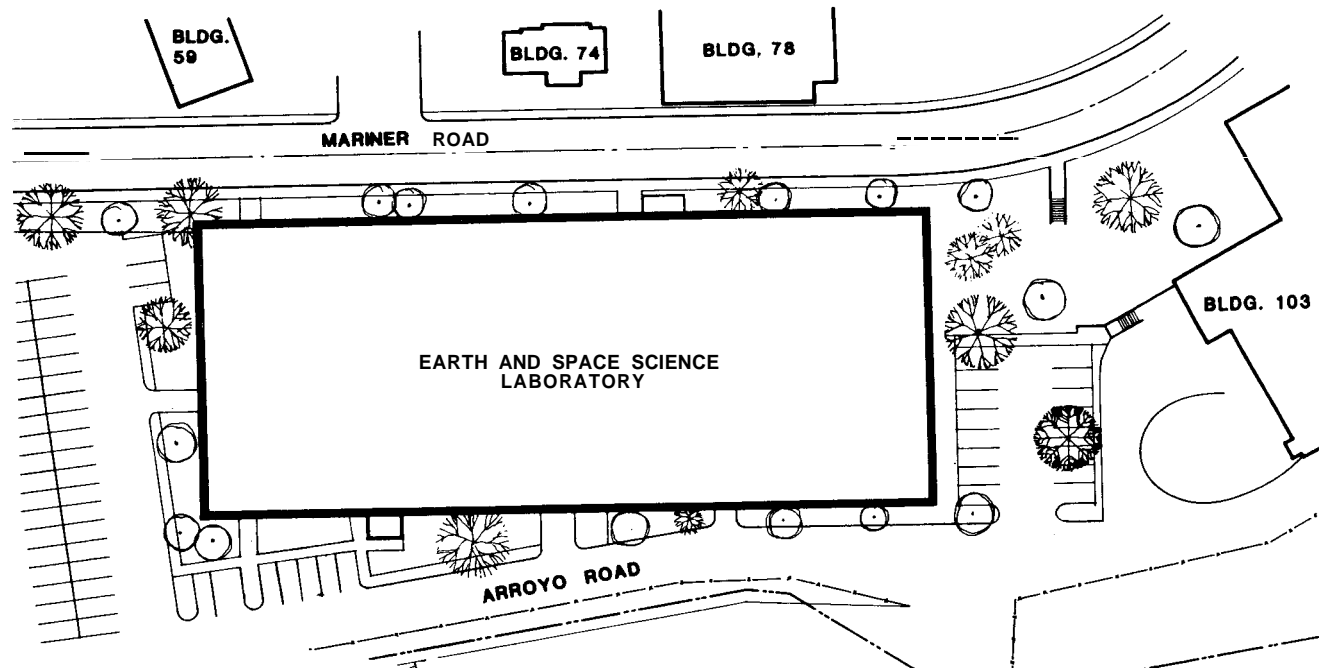 BLDG.
59
BLDG. 74
BLDG, 78
MARINER ROAD
BLDG. 103
EARTH AND SPACE SCIENCE
LABORATORY
ARROYO ROAD